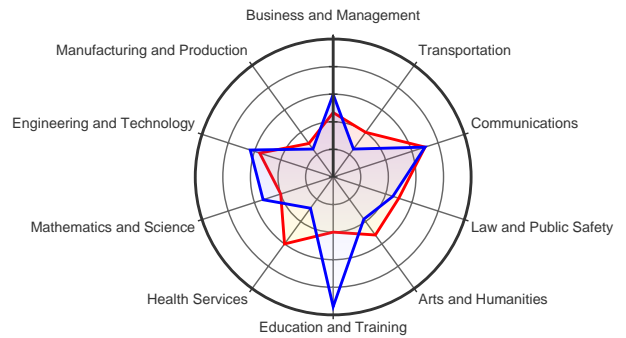 Business and Management
Manufacturing and Production
Transportation
Engineering and Technology
Communications
Mathematics and Science
Law and Public Safety
Health Services
Arts and Humanities
Education and Training